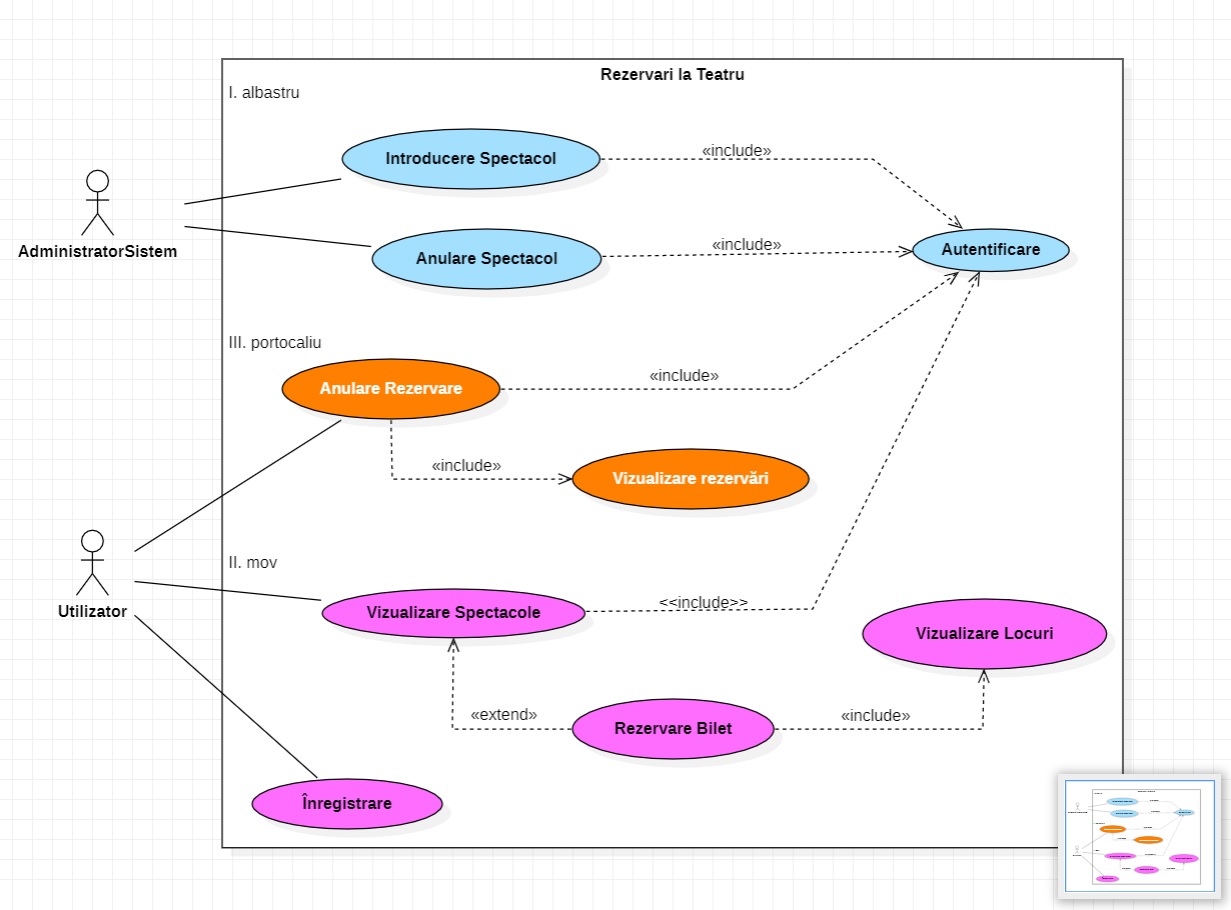 Rezervari la Teatru
I. albastru
Introducere Spectacol
«include»
AdministratorSistem
Anulare Spectacol
«include»
Autentificare
III. portocaliu
Anulare Rezervare
«include»
«include»
Vizualizare rezervări
II. mov
Utilizator
Vizualizare Spectacole
<<include>>
Vizualizare Locuri
«extend»
Rezervare Bilet
«include»
Înregistrare